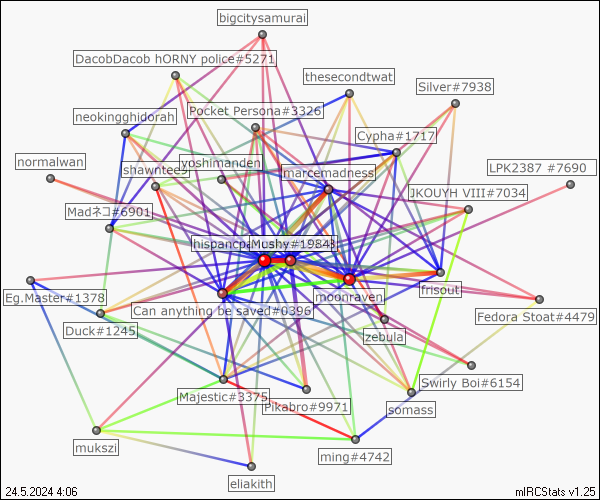 bigcitysamurai
DacobDacob hORNY police#5271
thesecondtwat
Silver#7938
neokingghidorah
Pocket Persona#3326
Cypha#1717
normalwan
shawntee5
yoshimanden
marcemadness
LPK2387 #7690
JKOUYH VIII#7034
Madネコ#6901
Mushy#1984
Eg.Master#1378
moonraven
frisout
Can anything be saved#0396
Fedora Stoat#4479
Duck#1245
zebula
Majestic#3375
Swirly Boi#6154
Pikabro#9971
somass
mukszi
ming#4742
eliakith
24.5.2024 4:06
mIRCStats v1.25